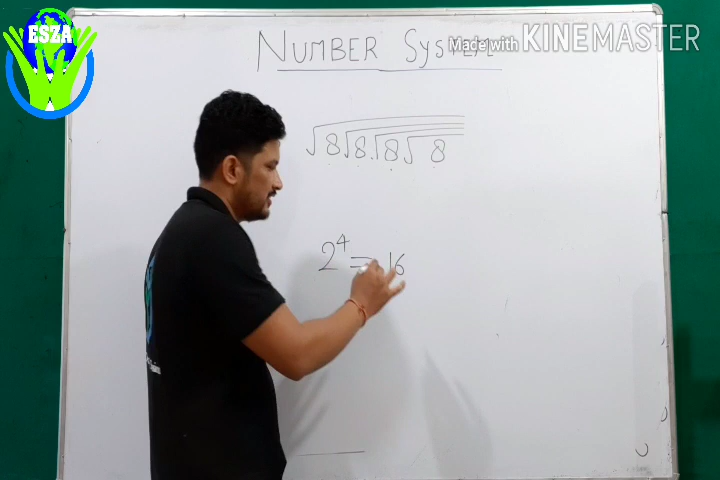 ESZA
NUMBER SYSTEM
Made with KINEMASTER
√8√8√8√8
2⁴ = 16